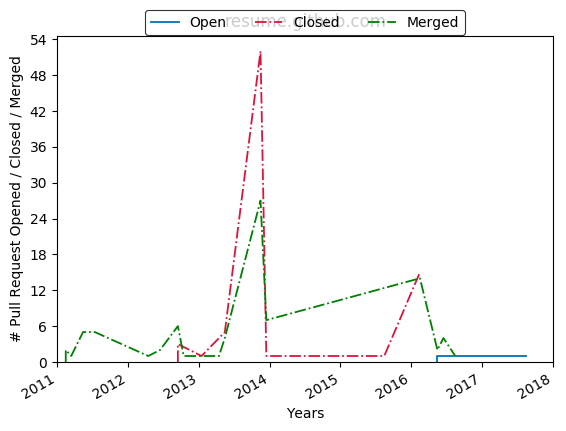 resume.github.com
Open Closed Merged
# Pull Request Opened / Closed / Merged
54
48
42
36
30
24
18
12
6
0
2011 2012 2013 2014 2015 2016 2017 2018
Years